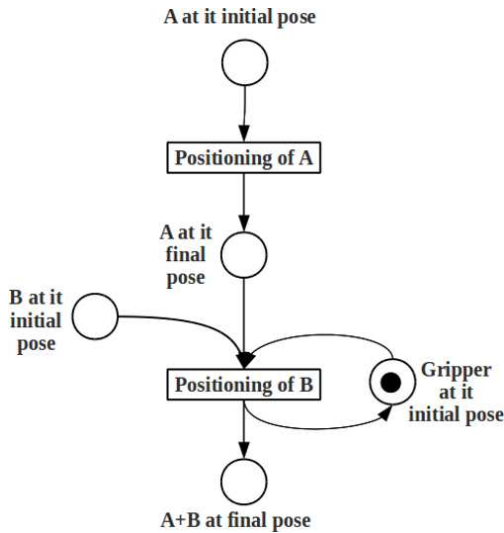 A at it initial pose
Positioning of A
A at it
final
pose
B at it
initial
pose
Positioning of B
Gripper
at it
initial pose
A+B at final pose